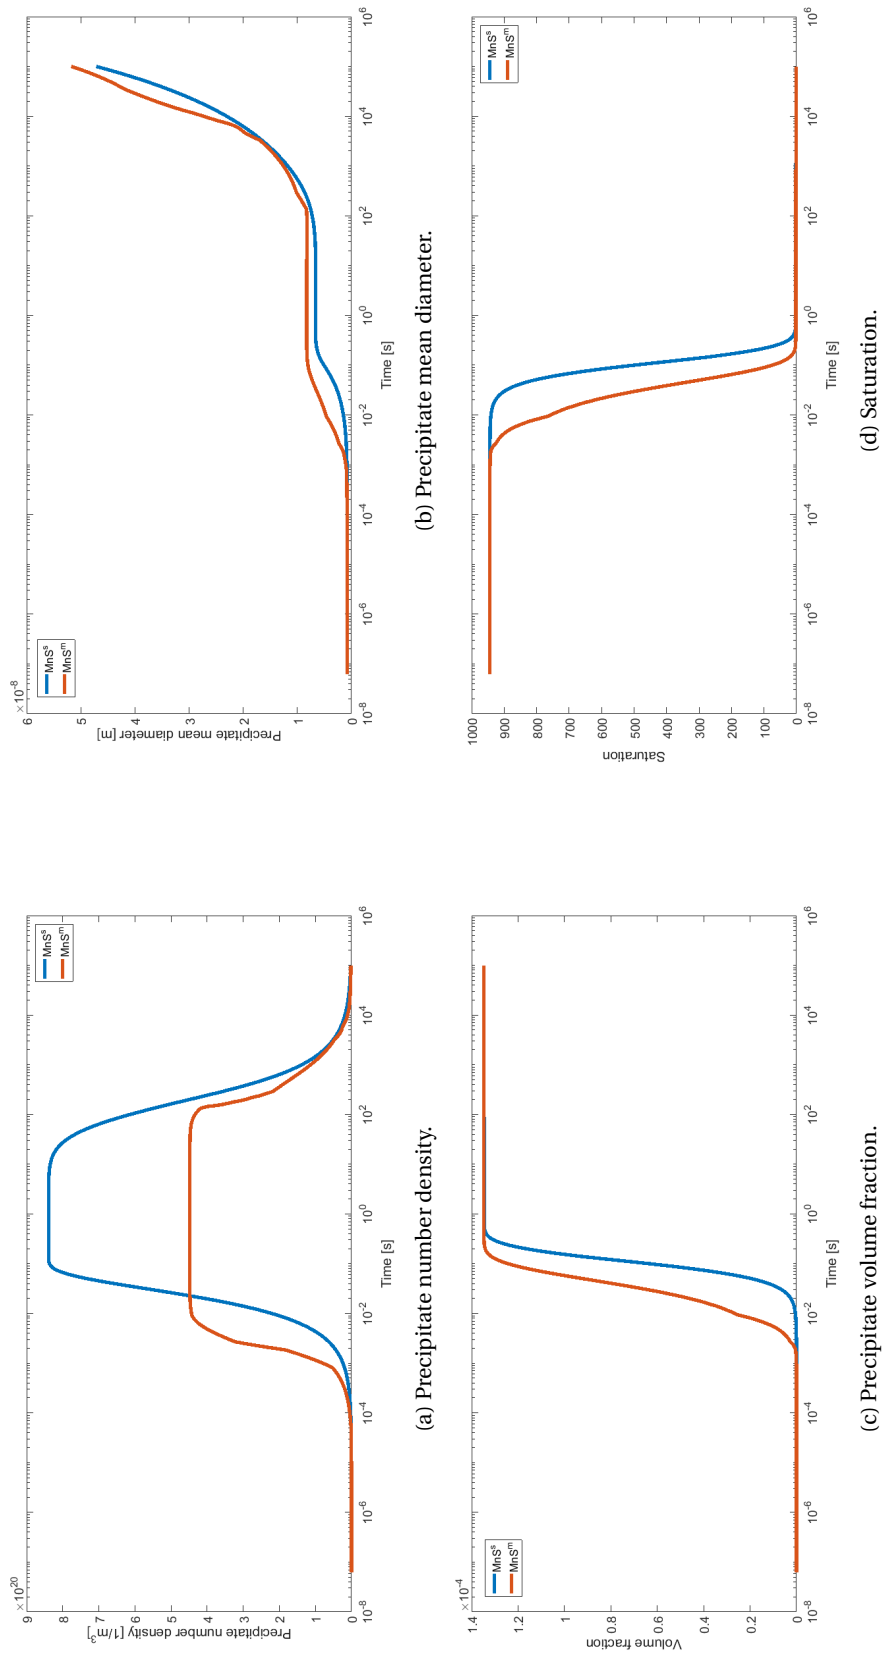 ×10²⁰
9
8
7
6
5
4
3
2
1
0
Precipitate number density [1/m³]
MnSˢ
MnSᵐ
10⁻⁸ 10⁻⁶ 10⁻⁴ 10⁻² 10⁰ 10² 10⁴ 10⁶
Time [s]
(a) Precipitate number density.
×10⁻⁸
6
5
4
3
2
1
0
Precipitate mean diameter [m]
MnSˢ
MnSᵐ
10⁻⁸ 10⁻⁶ 10⁻⁴ 10⁻² 10⁰ 10² 10⁴ 10⁶
Time [s]
(b) Precipitate mean diameter.
×10⁻⁴
1.4
1.2
1
0.8
0.6
0.4
0.2
0
Volume fraction
MnSˢ
MnSᵐ
10⁻⁸ 10⁻⁶ 10⁻⁴ 10⁻² 10⁰ 10² 10⁴ 10⁶
Time [s]
(c) Precipitate volume fraction.
1000
900
800
700
600
500
400
300
200
100
0
Saturation
MnSˢ
MnSᵐ
10⁻⁸ 10⁻⁶ 10⁻⁴ 10⁻² 10⁰ 10² 10⁴ 10⁶
Time [s]
(d) Saturation.